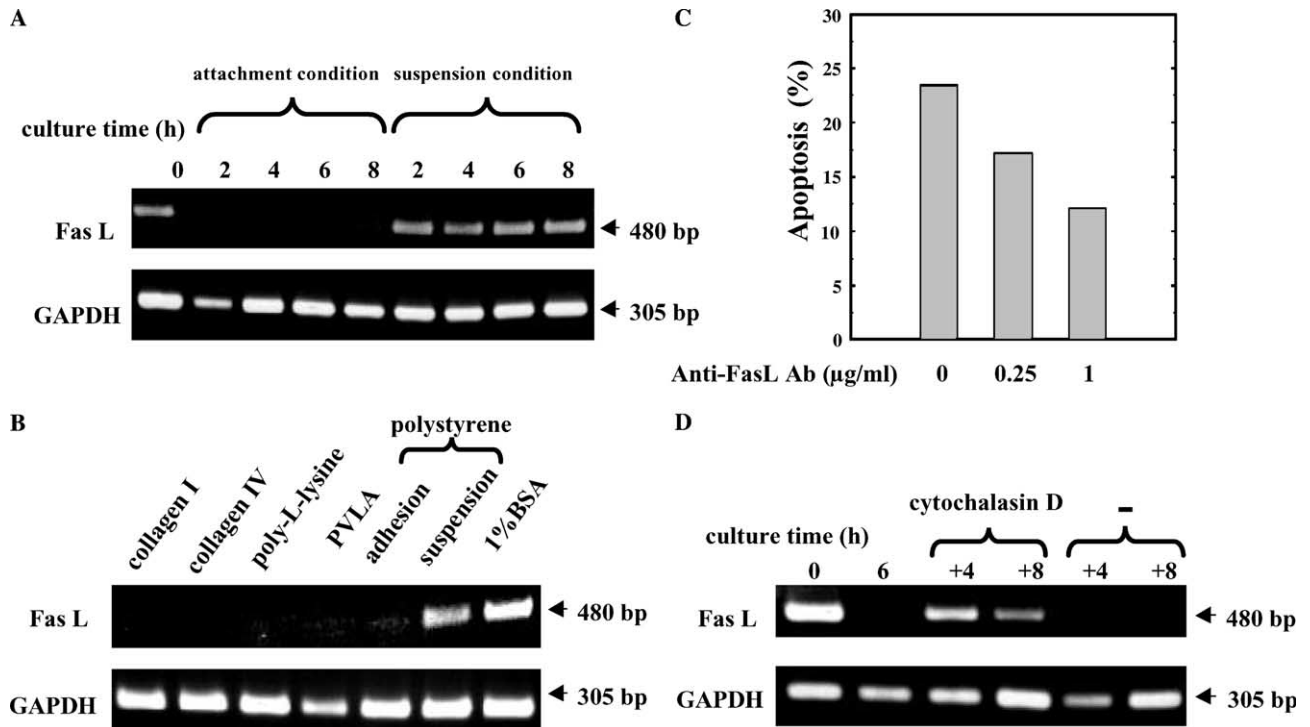 A
attachment condition suspension condition
culture time (h)
0 2 4 6 8 2 4 6 8
Fas L 480 bp
GAPDH 305 bp
B
polystyrene
collagen I collagen IV poly-L-lysine PVLA adhesion suspension 1%BSA
Fas L 480 bp
GAPDH 305 bp
C
Apoptosis (%)
30
25
20
15
10
5
0
Anti-FasL Ab (µg/ml) 0 0.25 1
D
cytochalasin D –
culture time (h)
0 6 +4 +8 +4 +8
Fas L 480 bp
GAPDH 305 bp